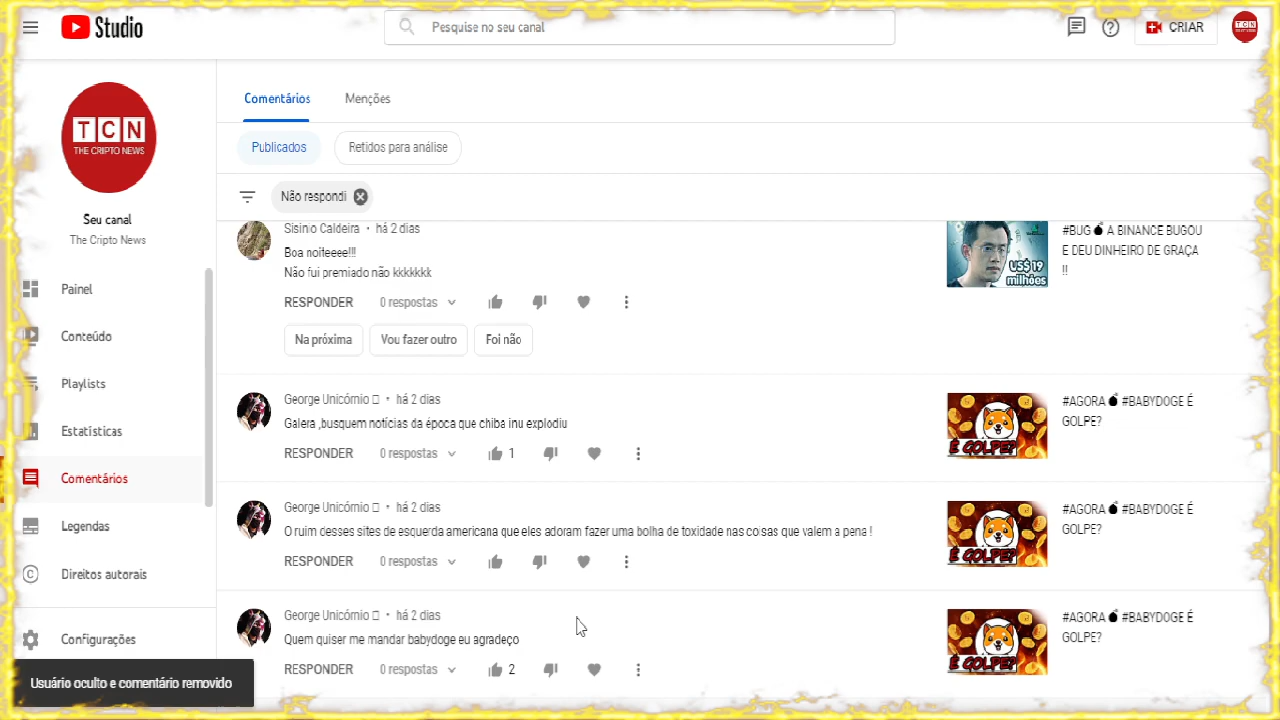 Studio
Pesquise no seu canal
CRIAR
TCN
THE CRIPTO NEWS
Seu canal
The Cripto News
Painel
Conteúdo
Playlists
Estatísticas
Comentários
Legendas
Direitos autorais
Configurações
Usuário oculto e comentário removido
Comentários Menções
Publicados Retidos para análise
Não respondi
Sisinio Caldeira • há 2 dias
Boa noiteeee!!!
Não fui premiado não kkkkkkk
RESPONDER 0 respostas
Na próxima Vou fazer outro Foi não
US$ 19
milhões
#BUG💣 A BINANCE BUGOU
E DEU DINHEIRO DE GRAÇA
!!
George Unicórnio • há 2 dias
Galera ,busquem notícias da época que chiba inu explodiu
RESPONDER 0 respostas 1
É GOLPE?
#AGORA💣 #BABYDOGE É
GOLPE?
George Unicórnio • há 2 dias
O ruim desses sites de esquerda americana que eles adoram fazer uma bolha de toxidade nas coisas que valem a pena !
RESPONDER 0 respostas
É GOLPE?
#AGORA💣 #BABYDOGE É
GOLPE?
George Unicórnio • há 2 dias
Quem quiser me mandar babydoge eu agradeço
RESPONDER 0 respostas 2
É GOLPE?
#AGORA💣 #BABYDOGE É
GOLPE?